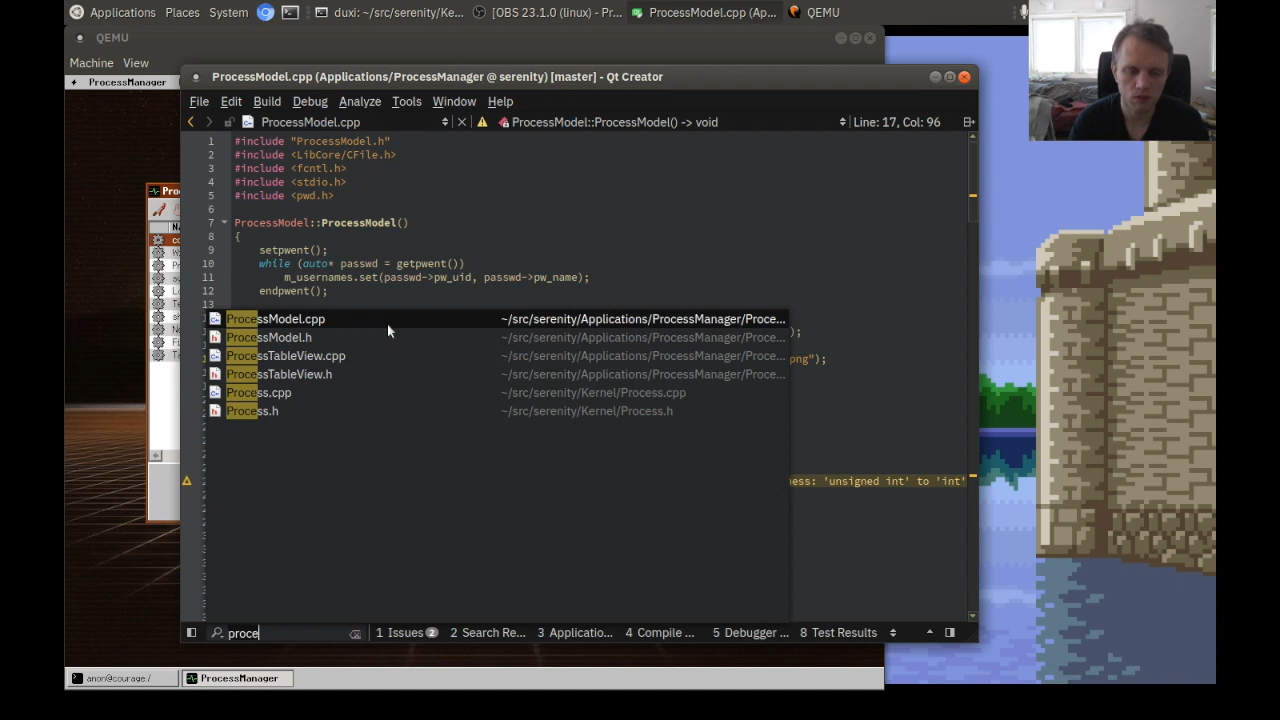 Applications Places System duxi: ~/src/serenity/Ke... [OBS 23.1.0 (linux) - Pr... ProcessModel.cpp (Ap... QEMU
QEMU
Machine View
ProcessManager
ProcessModel.cpp (Applications/ProcessManager @ serenity) [master] - Qt Creator
File Edit Build Debug Analyze Tools Window Help
ProcessModel.cpp ProcessModel::ProcessModel() -> void Line: 17, Col: 96
1 #include "ProcessModel.h"
2 #include <LibCore/CFile.h>
3 #include <fcntl.h>
4 #include <stdio.h>
5 #include <pwd.h>
6
7 ProcessModel::ProcessModel()
8 {
9 setpwent();
10 while (auto* passwd = getpwent())
11 m_usernames.set(passwd->pw_uid, passwd->pw_name);
12 endpwent();
13
ProcessModel.cpp ~/src/serenity/Applications/ProcessManager/Proce...
ProcessModel.h ~/src/serenity/Applications/ProcessManager/Proce... );
ProcessTableView.cpp ~/src/serenity/Applications/ProcessManager/Proce... png");
ProcessTableView.h ~/src/serenity/Applications/ProcessManager/Proce...
Process.cpp ~/src/serenity/Kernel/Process.cpp
Process.h ~/src/serenity/Kernel/Process.h
ness: 'unsigned int' to 'int'
proce 1 Issues 2 2 Search Re... 3 Applicatio... 4 Compile ... 5 Debugger ... 8 Test Results
anon@courage:/ ProcessManager